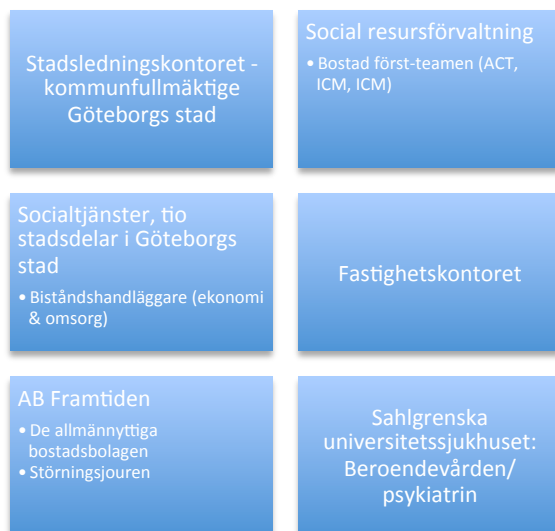 Stadsledningskontoret -
kommunfullmäktige
Göteborgs stad
Social resursförvaltning
• Bostad först-teamen (ACT,
ICM, ICM)
Socialtjänster, tio
stadsdelar i Göteborgs
stad
• Biståndshandläggare (ekonomi
& omsorg)
Fastighetskontoret
AB Framtiden
• De allmännyttiga
bostadsbolagen
• Störningsjouren
Sahlgrenska
universitetssjukhuset:
Beroendevården/
psykiatrin